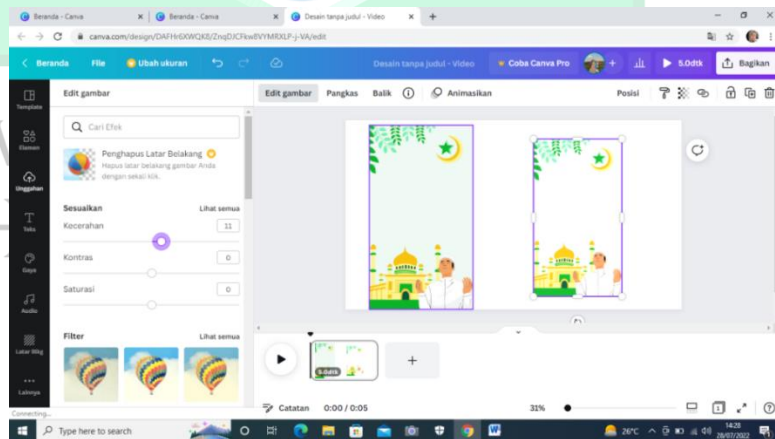 Beranda - Canva
Beranda - Canva
Desain tanpa judul - Video
canva.com/design/DAFHr6XWQK8/ZnqDJCFkw8VYMRXLP-j-VA/edit
Beranda File Ubah ukuran Desain tanpa judul - Video Coba Canva Pro 5.0dtk Bagikan
Template
Elemen
Unggahan
Teks
Gaya
Audio
Latar Blkg
Lainnya
Edit gambar
Cari Efek
Penghapus Latar Belakang
Hapus latar belakang gambar Anda
dengan sekali klik.
Sesuaikan Lihat semua
Kecerahan 11
Kontras 0
Saturasi 0
Filter Lihat semua
Edit gambar Pangkas Balik Animasikan Posisi
5.0dtk
Catatan 0:00 / 0:05 31% 1
Connecting...
Type here to search 26°C 14:20
28/07/2022